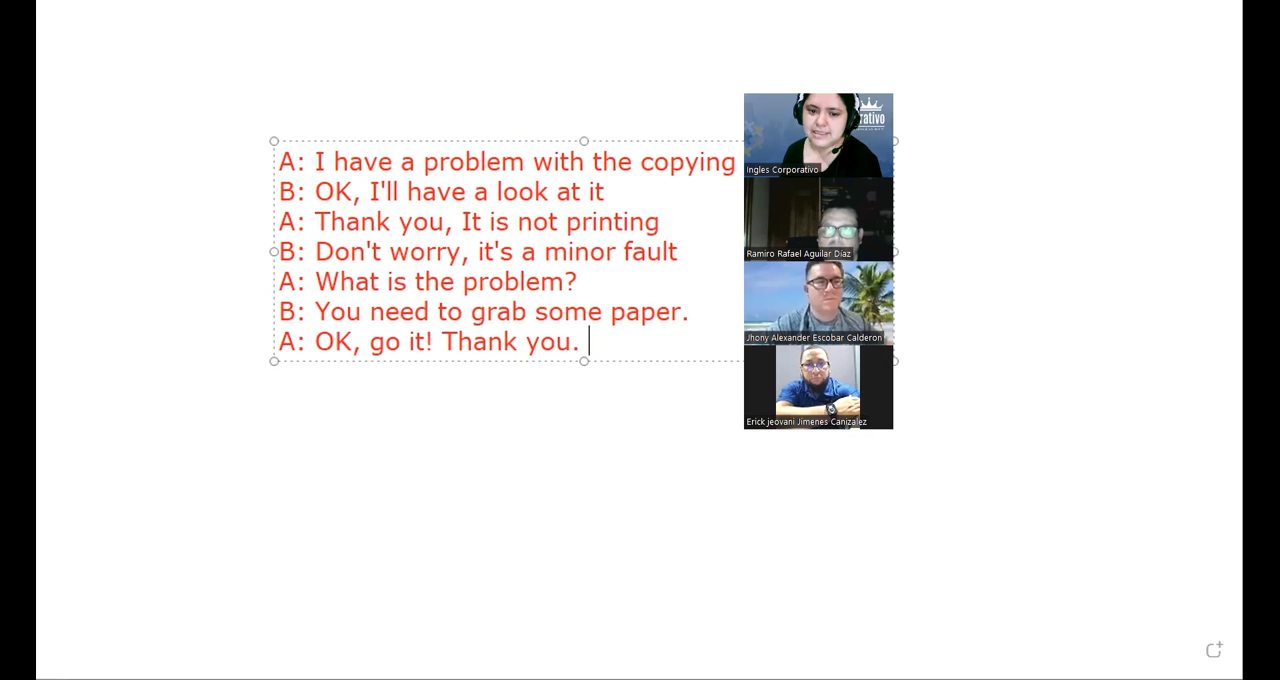 A: I have a problem with the copying
B: OK, I'll have a look at it
A: Thank you, It is not printing
B: Don't worry, it's a minor fault
A: What is the problem?
B: You need to grab some paper.
A: OK, go it! Thank you.
rativo
Ingles Corporativo
Ramiro Rafael Aguilar Diaz
Jhony Alexander Escobar Calderon
Erick jeovani Jimenes Canizalez